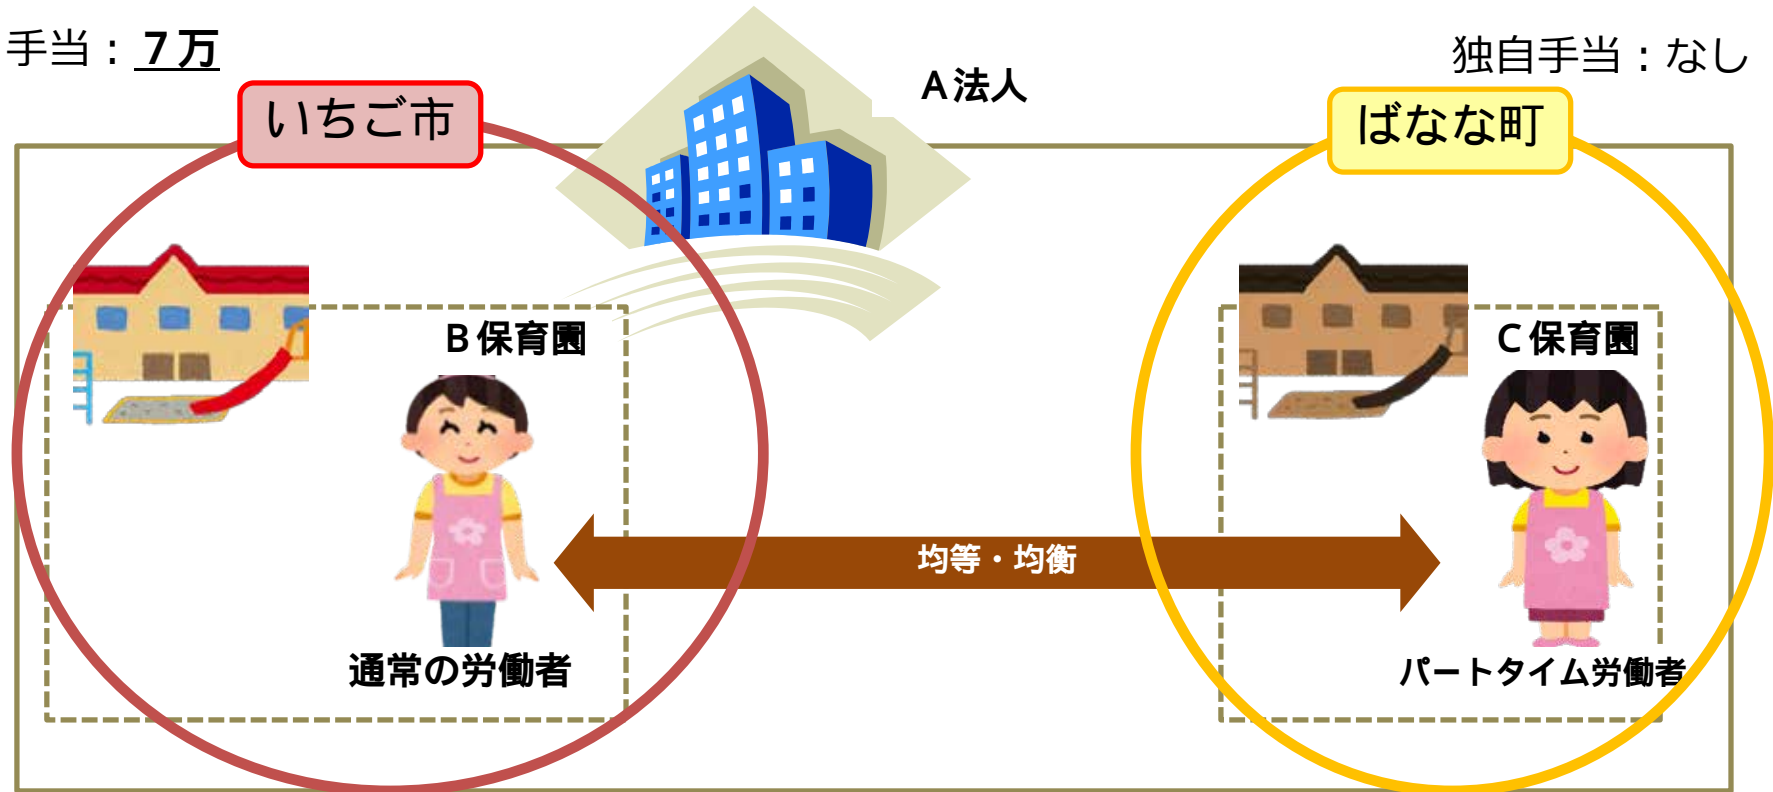 手当：７万
独自手当：なし
Ａ法人
いちご市
ばなな町
Ｂ保育園
Ｃ保育園
均等・均衡
通常の労働者
パートタイム労働者